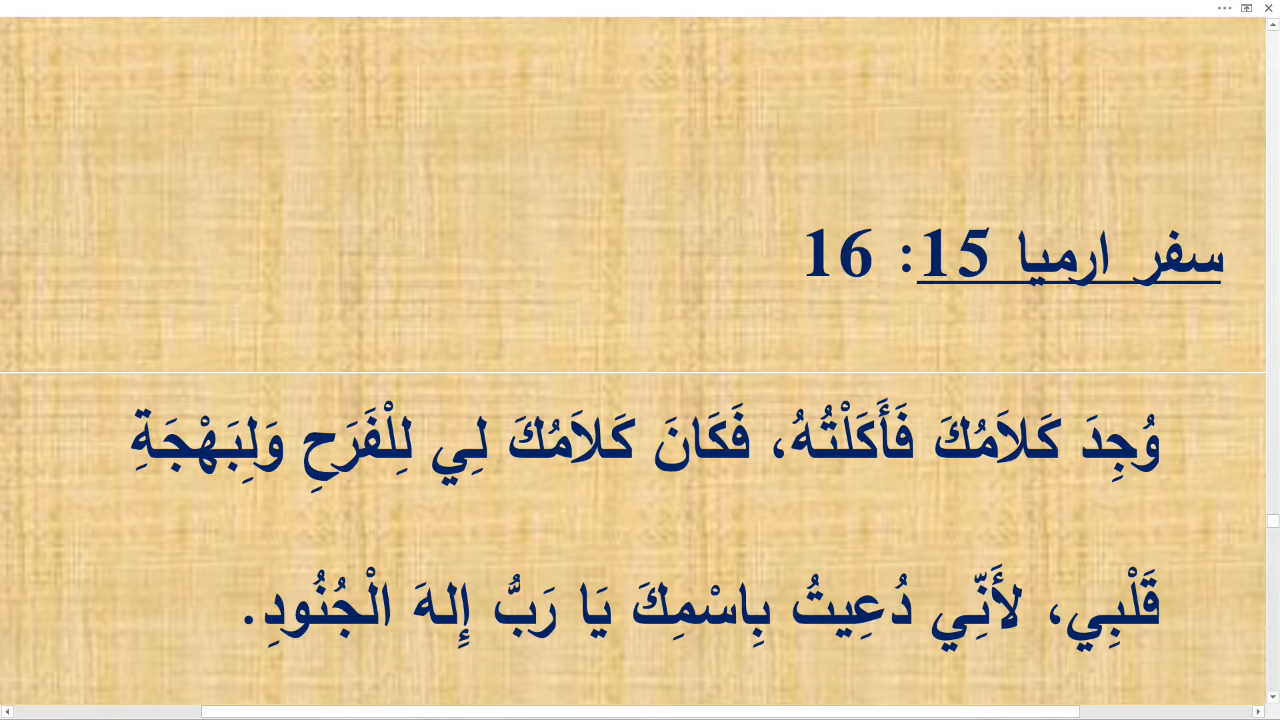 سفر ارميا 15: 16
وُجِدَ كَلاَمُكَ فَأَكَلْتُهُ، فَكَانَ كَلاَمُكَ لِي لِلْفَرَحِ وَلِبَهْجَةِ
قَلْبِي، لأَنِّي دُعِيتُ بِاسْمِكَ يَا رَبُّ إِلهَ الْجُنُودِ.